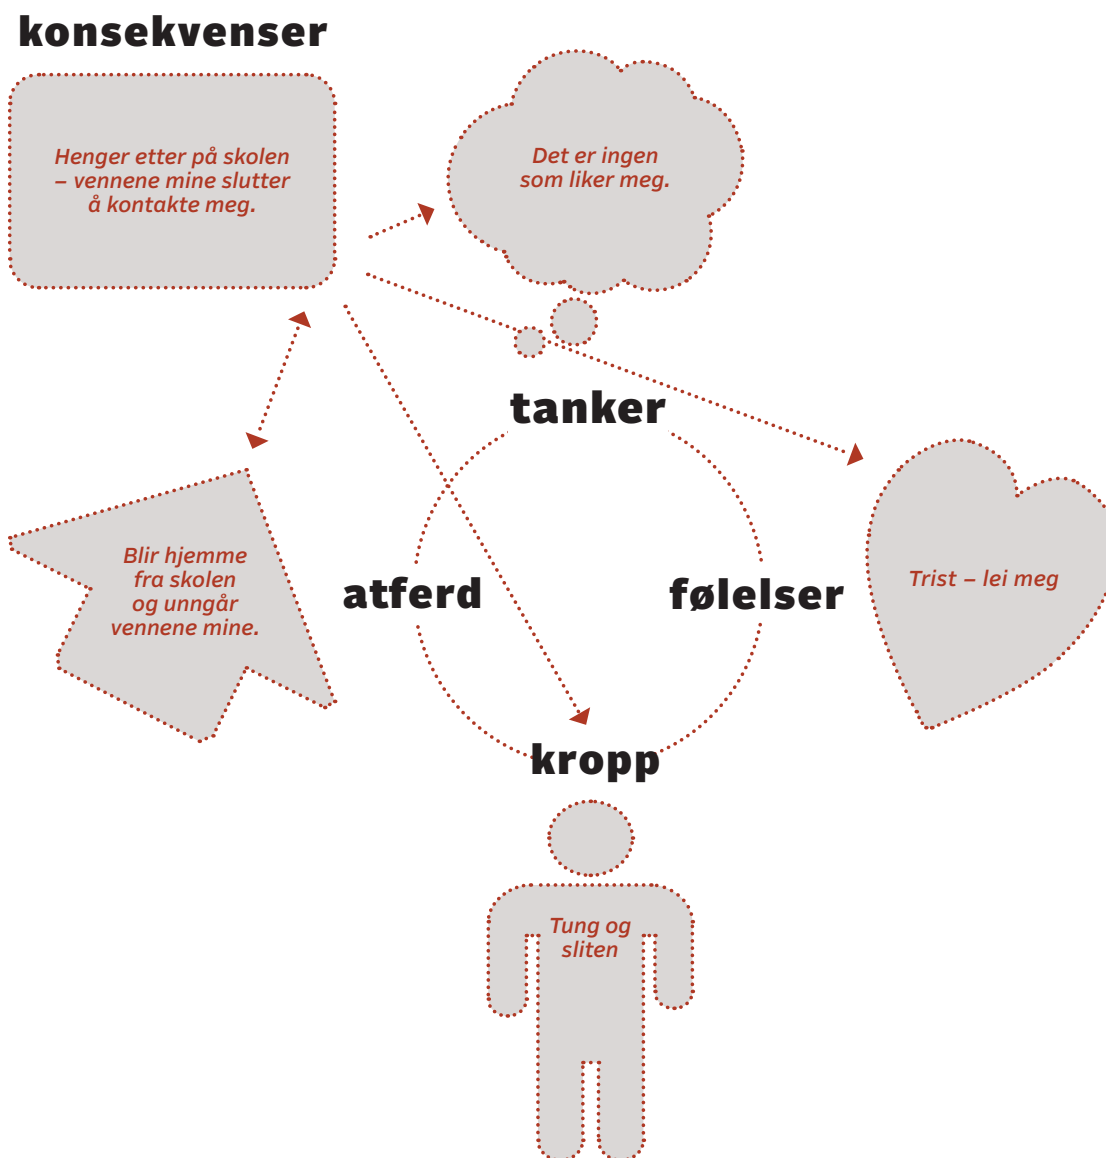 konsekvenser
Henger etter på skolen
– vennene mine slutter
å kontakte meg.
Det er ingen
som liker meg.
tanker
Blir hjemme
fra skolen
og unngår
vennene mine.
atferd
følelser
Trist – lei meg
kropp
Tung og
sliten